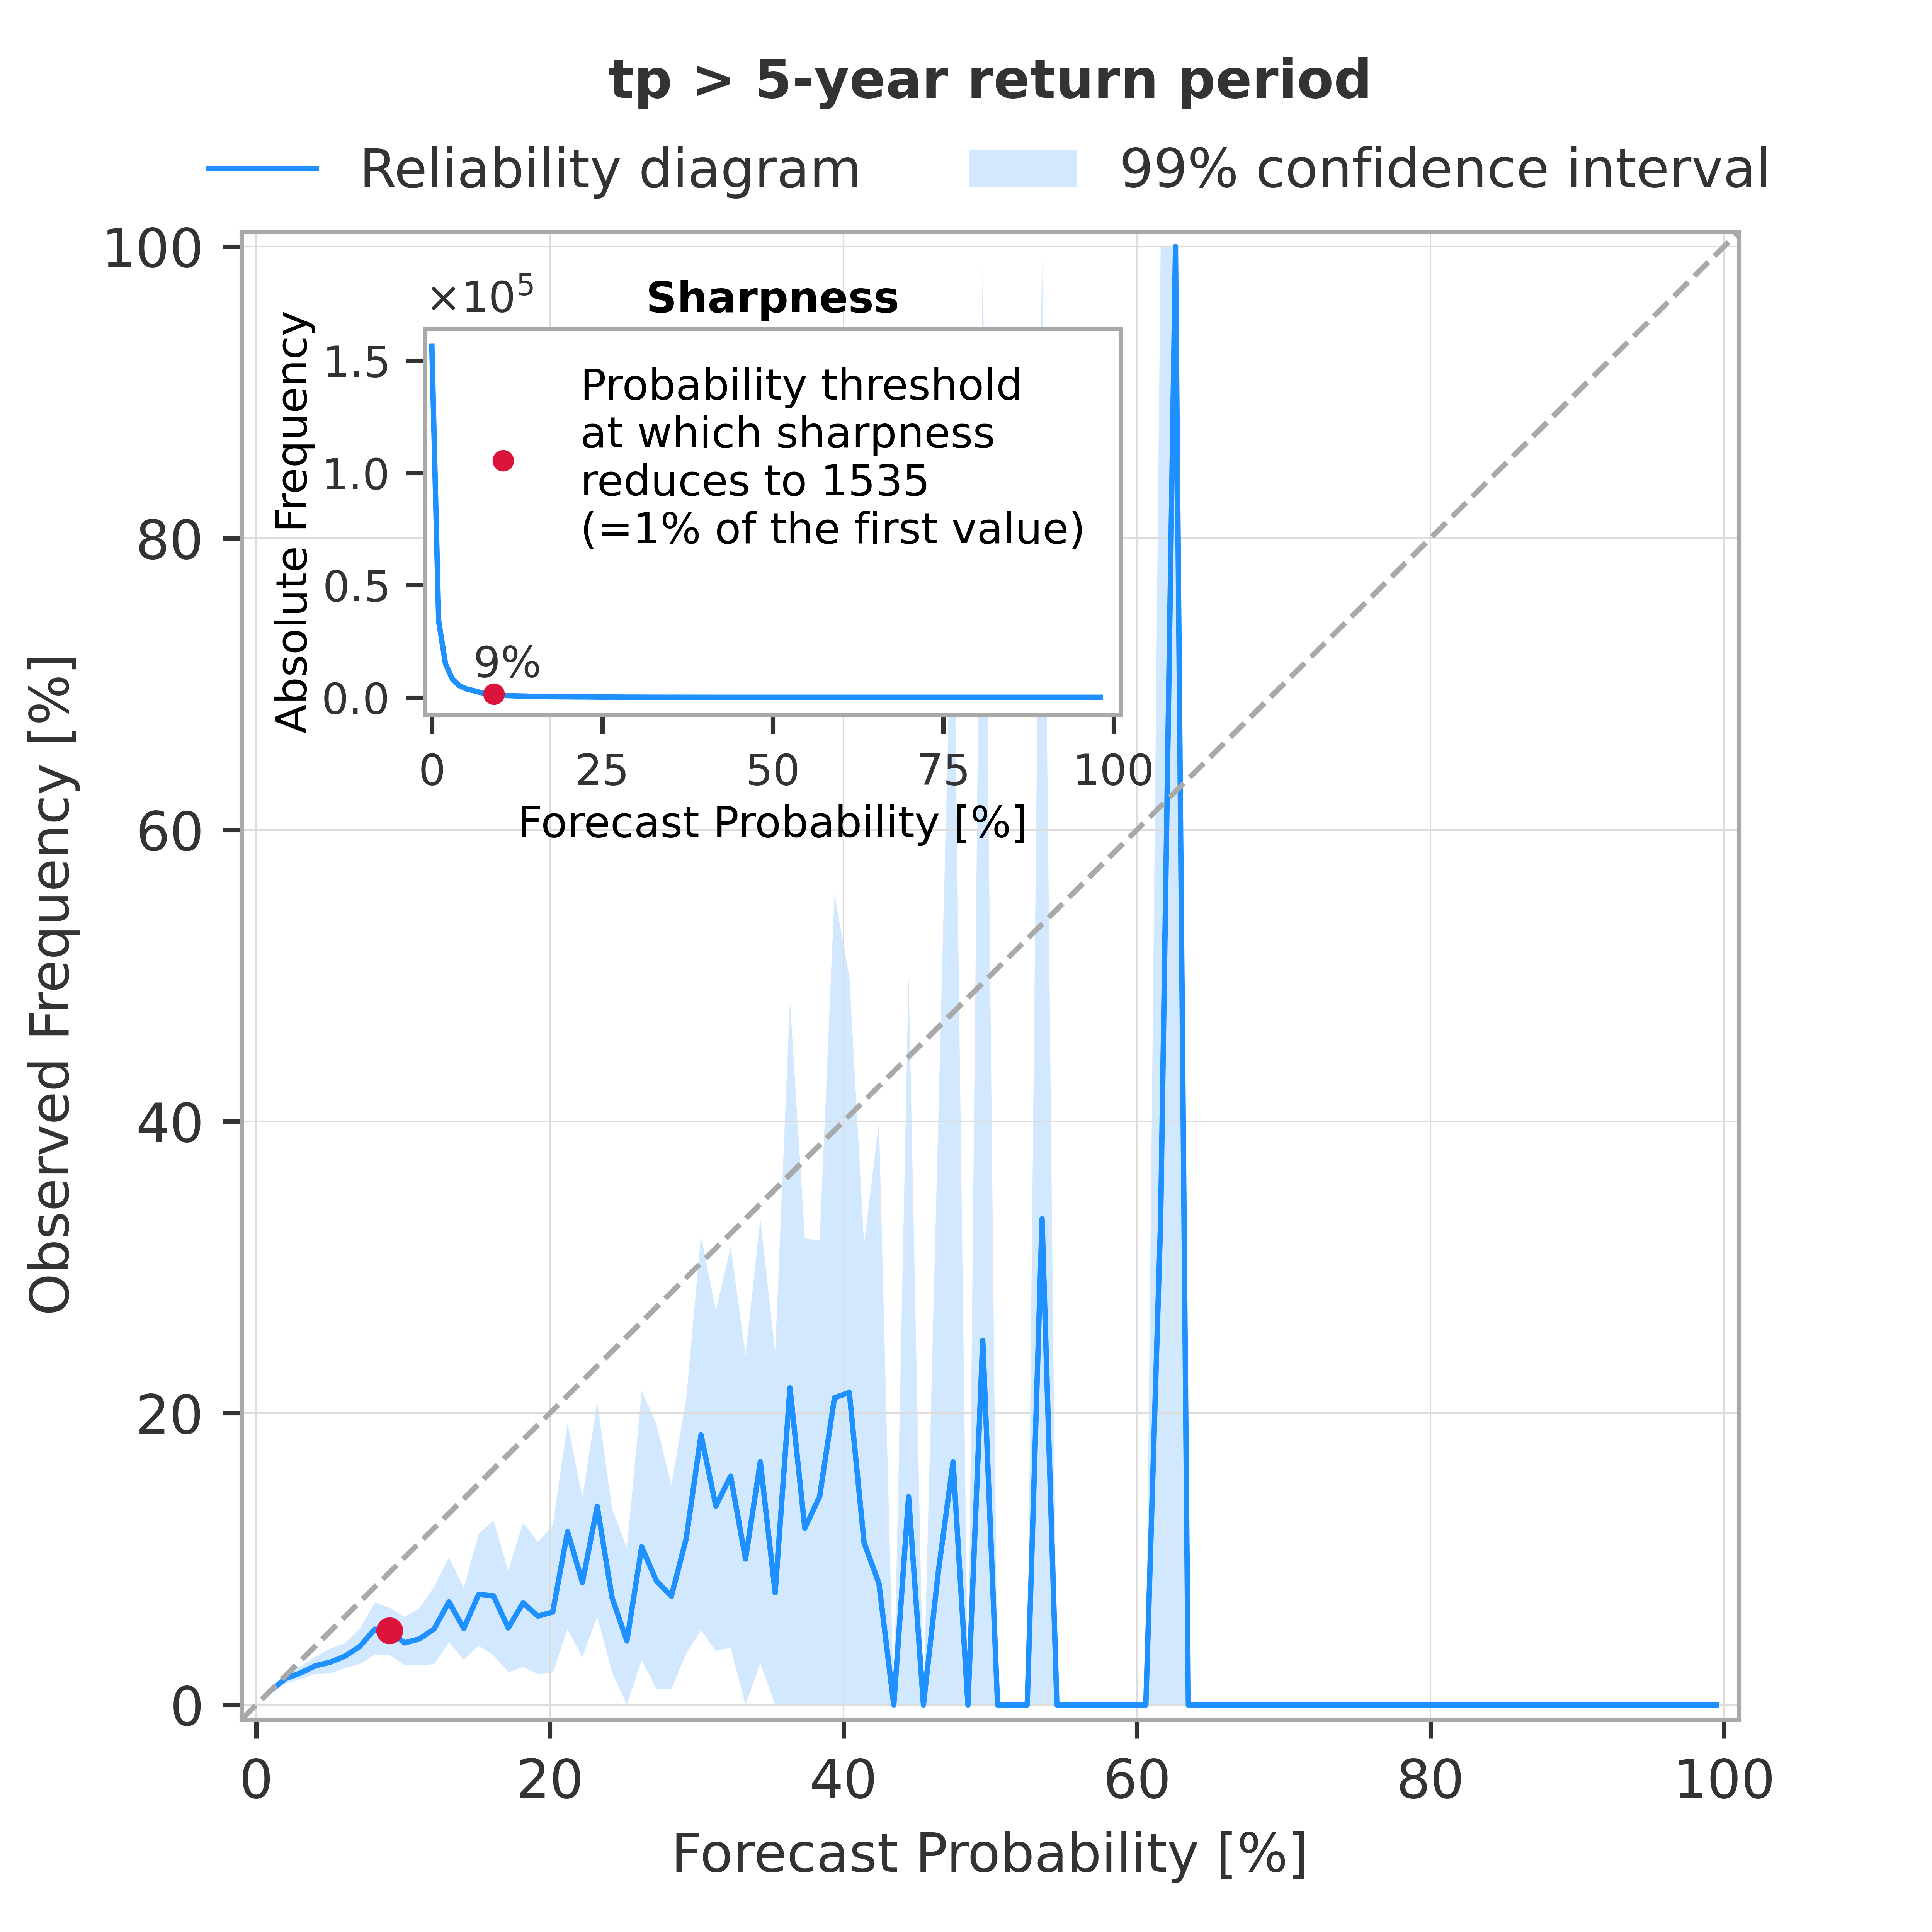 tp > 5-year return period
Reliability diagram
99% confidence interval
100
80
60
40
20
0
Observed Frequency [%]
×10⁵
Sharpness
Absolute Frequency
1.5
1.0
0.5
0.0
Probability threshold
at which sharpness
reduces to 1535
(=1% of the first value)
9%
0 25 50 75 100
Forecast Probability [%]
0 20 40 60 80 100
Forecast Probability [%]